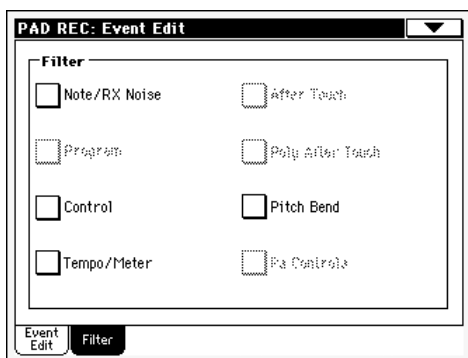 PAD REC: Event Edit
Filter
Note/RX Noise
After Touch
Program
Poly After Touch
Control
Pitch Bend
Tempo/Meter
Pa Controls
Event
Edit
Filter